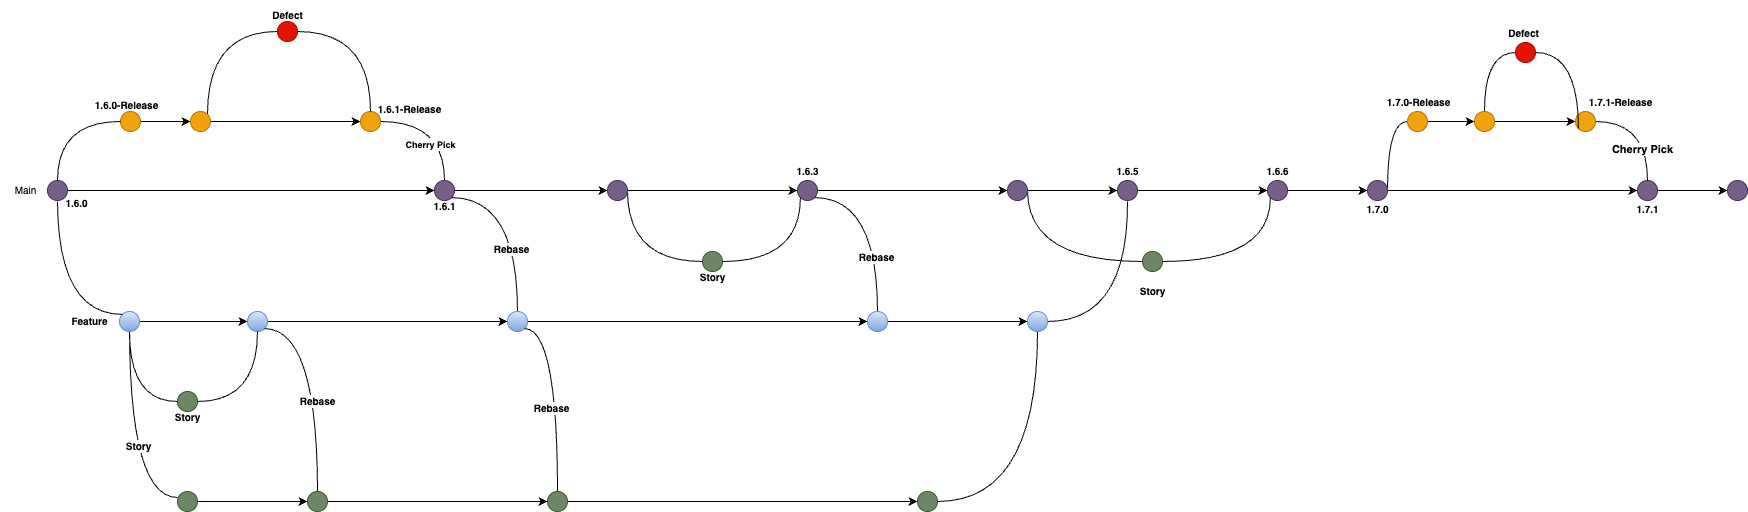 Defect
Defect
1.6.0-Release
1.6.1-Release
1.7.0-Release
1.7.1-Release
Cherry Pick
Cherry Pick
1.6.3
1.6.5
1.6.6
Main
1.6.0
1.6.1
1.7.0
1.7.1
Rebase
Rebase
Story
Story
Feature
Rebase
Rebase
Story
Story